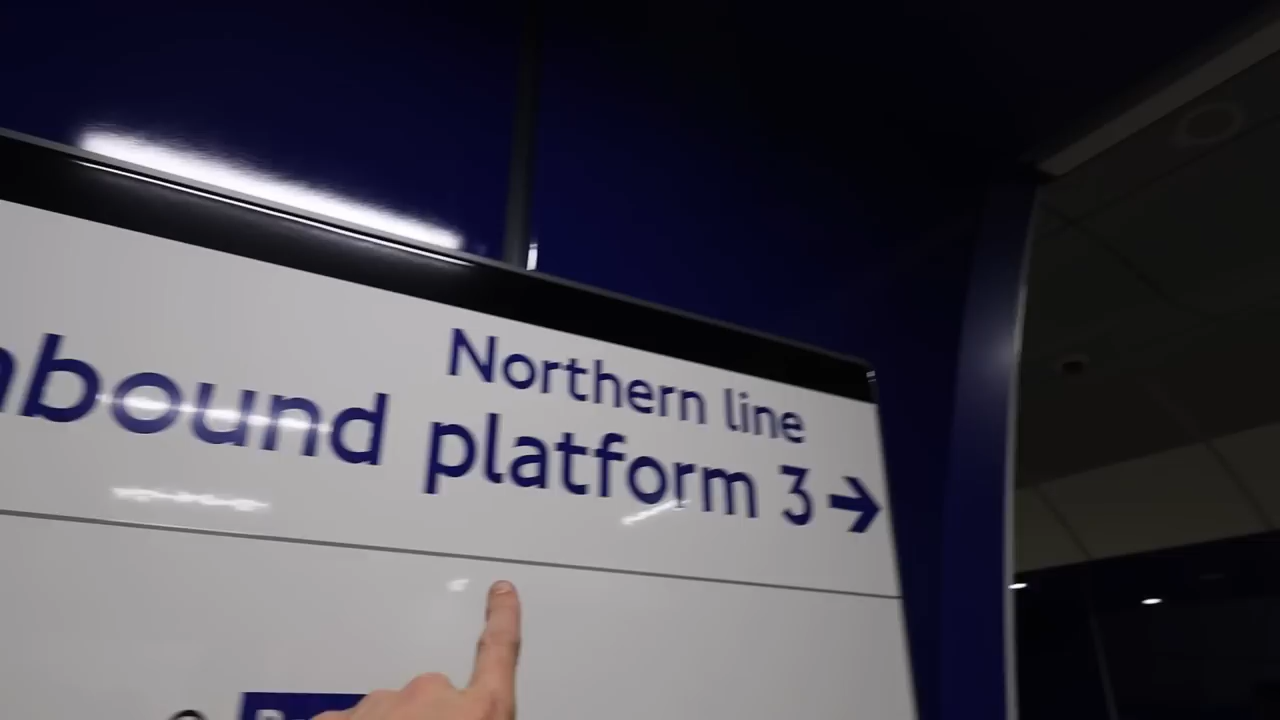 Northern line
bound platform 3 →